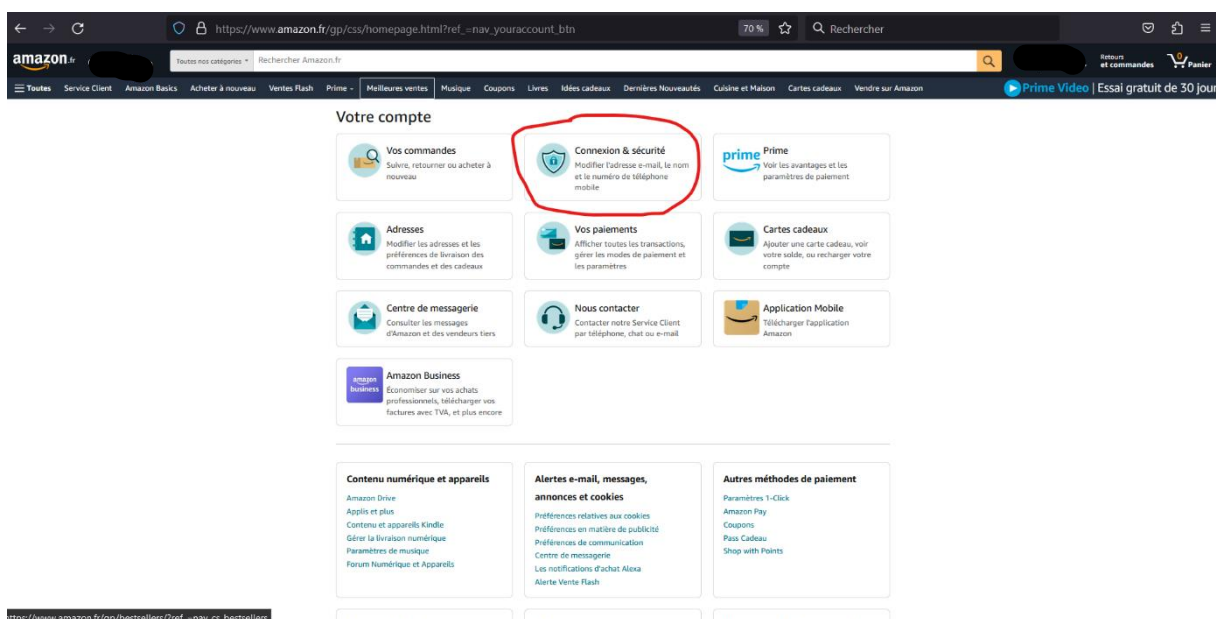 https://www.amazon.fr/gp/css/homepage.html?ref_=nav_youraccount_btn
70 %
Rechercher
amazon.fr
Toutes nos catégories
Rechercher Amazon.fr
Retours
et commandes
0
Panier
Toutes
Service Client
Amazon Basics
Acheter à nouveau
Ventes Flash
Prime
Meilleures ventes
Musique
Coupons
Livres
Idées cadeaux
Dernières Nouveautés
Cuisine et Maison
Cartes cadeaux
Vendre sur Amazon
Prime Video | Essai gratuit de 30 jour
Votre compte
Vos commandes
Suivre, retourner ou acheter à
nouveau
Connexion & sécurité
Modifier l'adresse e-mail, le nom
et le numéro de téléphone
mobile
prime
Prime
Voir les avantages et les
paramètres de paiement
Adresses
Modifier les adresses et les
préférences de livraison des
commandes et des cadeaux
Vos paiements
Afficher toutes les transactions,
gérer les modes de paiement et
les paramètres
Cartes cadeaux
Ajouter une carte cadeau, voir
votre solde, ou recharger votre
compte
Centre de messagerie
Consulter les messages
d'Amazon et des vendeurs tiers
Nous contacter
Contacter notre Service Client
par téléphone, chat ou e-mail
Application Mobile
Télécharger l'application
Amazon
amazon
business
Amazon Business
Économiser sur vos achats
professionnels, télécharger vos
factures avec TVA, et plus encore
Contenu numérique et appareils
Amazon Drive
Applis et plus
Contenu et appareils Kindle
Gérer la livraison numérique
Paramètres de musique
Forum Numérique et Appareils
Alertes e-mail, messages,
annonces et cookies
Préférences relatives aux cookies
Préférences en matière de publicité
Préférences de communication
Centre de messagerie
Les notifications d'achat Alexa
Alerte Vente Flash
Autres méthodes de paiement
Paramètres 1-Click
Amazon Pay
Coupons
Pass Cadeau
Shop with Points
https://www.amazon.fr/gp/bestsellers/?ref_=nav_cs_bestsellers